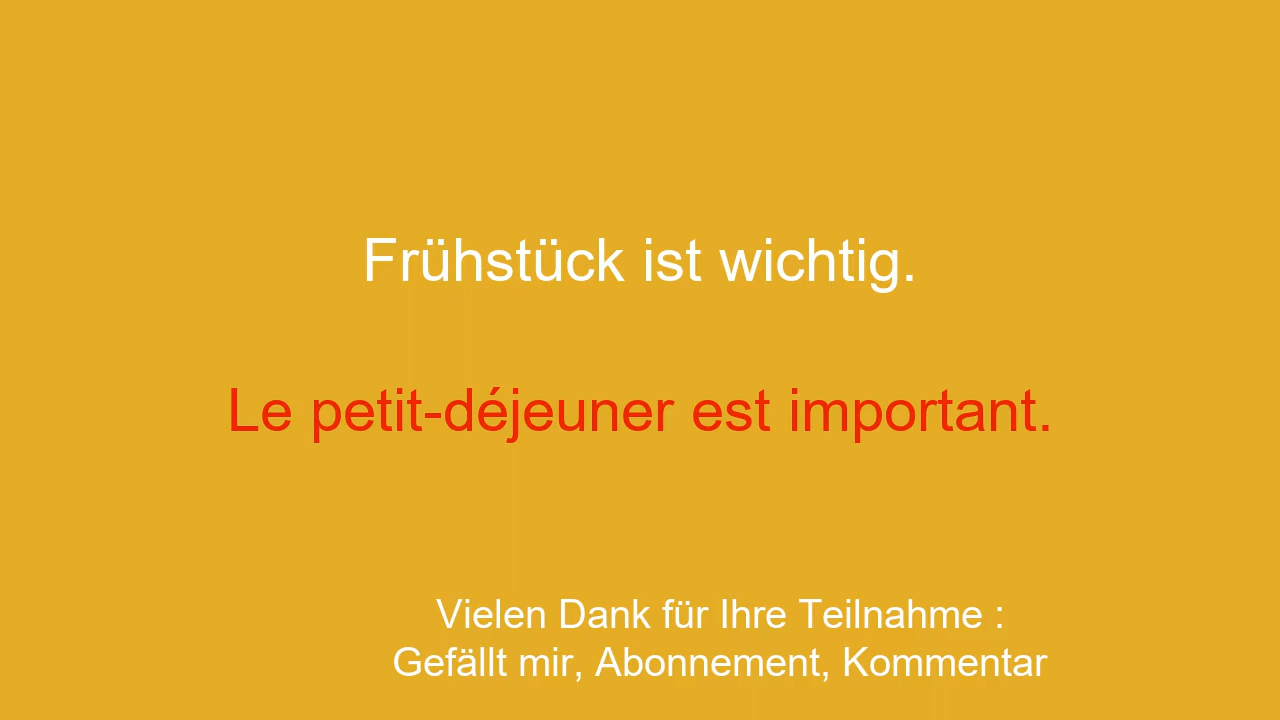 Frühstück ist wichtig.
Le petit-déjeuner est important.
Vielen Dank für Ihre Teilnahme :
Gefällt mir, Abonnement, Kommentar